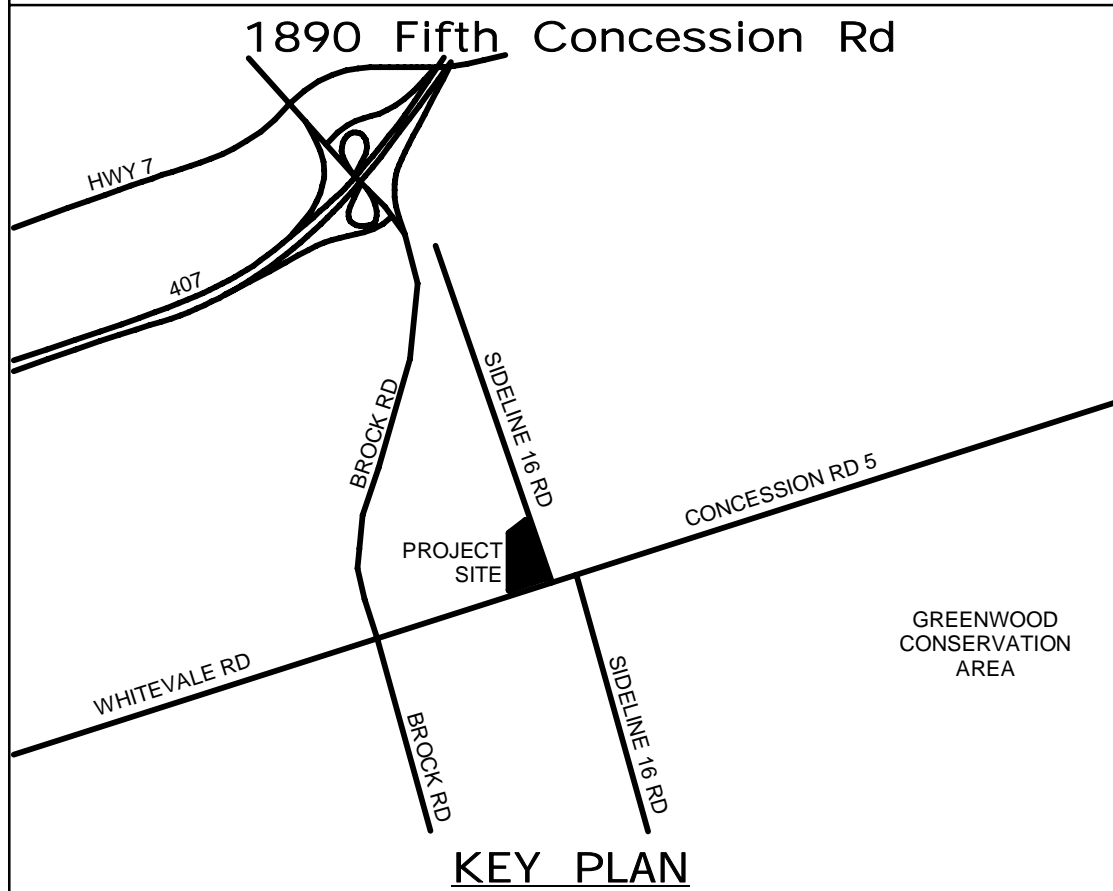 1890 Fifth Concession Rd
HWY 7
407
SIDELINE 16 RD
BROCK RD
CONCESSION RD 5
PROJECT
SITE
GREENWOOD
CONSERVATION
AREA
WHITEVALE RD
SIDELINE 16 RD
BROCK RD
KEY PLAN